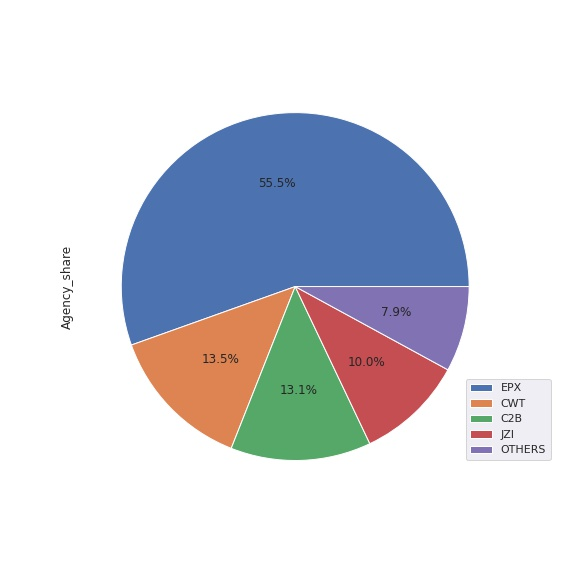 55.5%
Agency_share
7.9%
13.5%
10.0%
13.1%
EPX
CWT
C2B
JZI
OTHERS